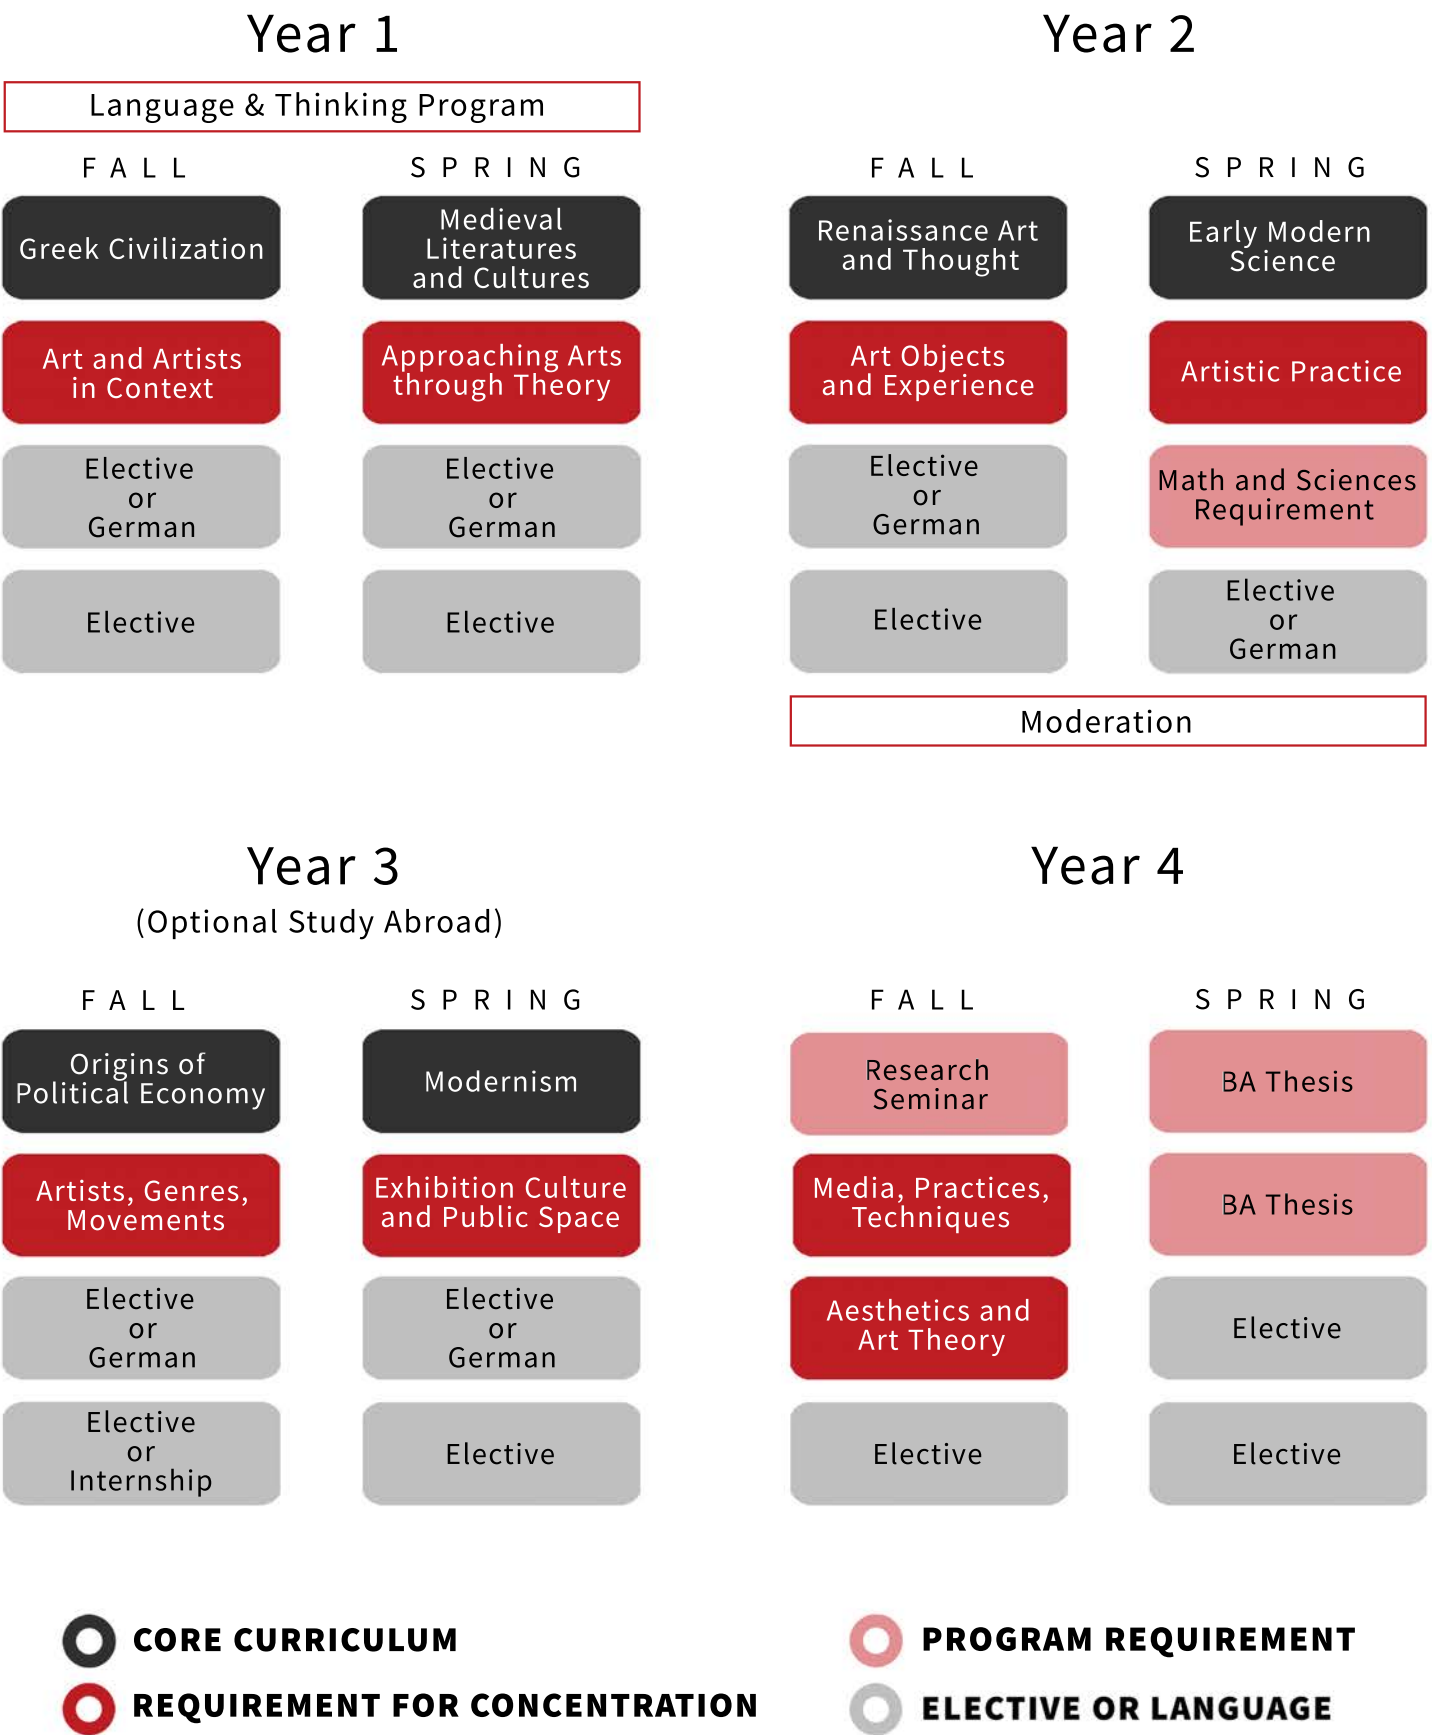 Year 1
Language & Thinking Program
FALL
Greek Civilization
Art and Artists
in Context
Elective
or
German
Elective
SPRING
Medieval
Literatures
and Cultures
Approaching Arts
through Theory
Elective
or
German
Elective
Year 2
FALL
Renaissance Art
and Thought
Art Objects
and Experience
Elective
or
German
Elective
SPRING
Early Modern
Science
Artistic Practice
Math and Sciences
Requirement
Elective
or
German
Moderation
Year 3
(Optional Study Abroad)
FALL
Origins of
Political Economy
Artists, Genres,
Movements
Elective
or
German
Elective
or
Internship
SPRING
Modernism
Exhibition Culture
and Public Space
Elective
or
German
Elective
Year 4
FALL
Research
Seminar
Media, Practices,
Techniques
Aesthetics and
Art Theory
Elective
SPRING
BA Thesis
BA Thesis
Elective
Elective
CORE CURRICULUM
REQUIREMENT FOR CONCENTRATION
PROGRAM REQUIREMENT
ELECTIVE OR LANGUAGE